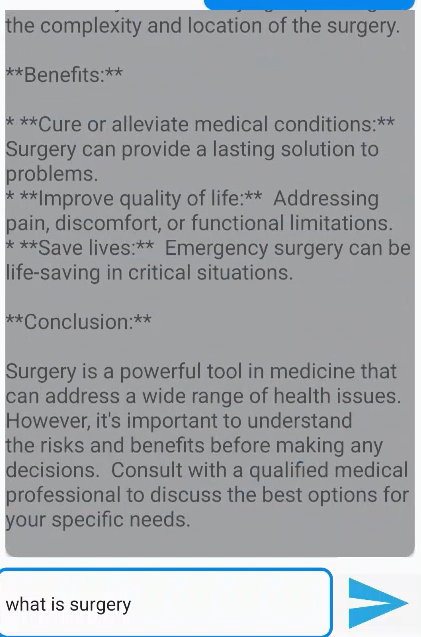 the complexity and location of the surgery.
**Benefits:**
* **Cure or alleviate medical conditions:**
Surgery can provide a lasting solution to
problems.
* **Improve quality of life:**  Addressing
pain, discomfort, or functional limitations.
* **Save lives:**  Emergency surgery can be
life-saving in critical situations.
**Conclusion:**
Surgery is a powerful tool in medicine that
can address a wide range of health issues.
However, it's important to understand
the risks and benefits before making any
decisions.  Consult with a qualified medical
professional to discuss the best options for
your specific needs.
what is surgery